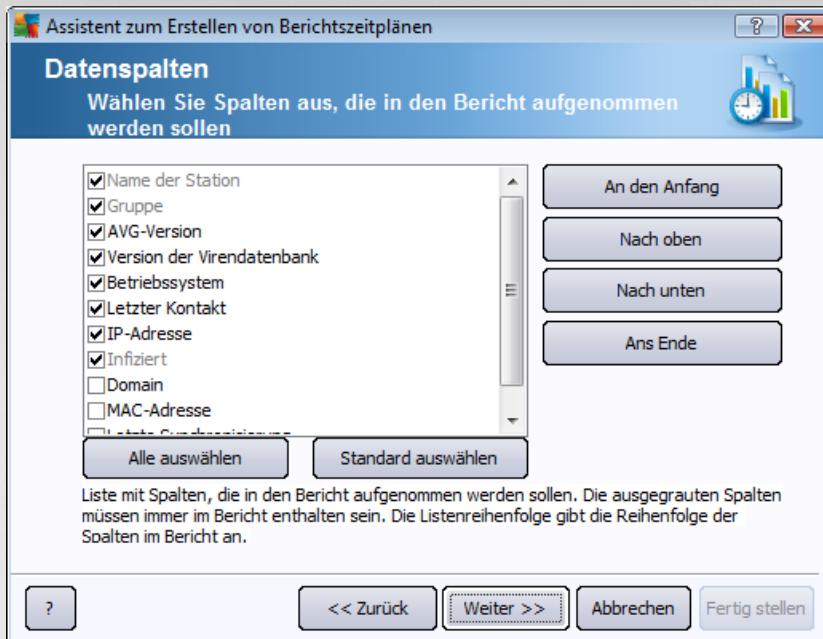 Assistent zum Erstellen von Berichtszeitplänen
?
Datenspalten
Wählen Sie Spalten aus, die in den Bericht aufgenommen
werden sollen
Name der Station
Gruppe
AVG-Version
Version der Virendatenbank
Betriebssystem
Letzter Kontakt
IP-Adresse
Infiziert
Domain
MAC-Adresse
Letzte Synchronisierung
An den Anfang
Nach oben
Nach unten
Ans Ende
Alle auswählen
Standard auswählen
Liste mit Spalten, die in den Bericht aufgenommen werden sollen. Die ausgegrauten Spalten
müssen immer im Bericht enthalten sein. Die Listenreihenfolge gibt die Reihenfolge der
Spalten im Bericht an.
?
<< Zurück
Weiter >>
Abbrechen
Fertig stellen